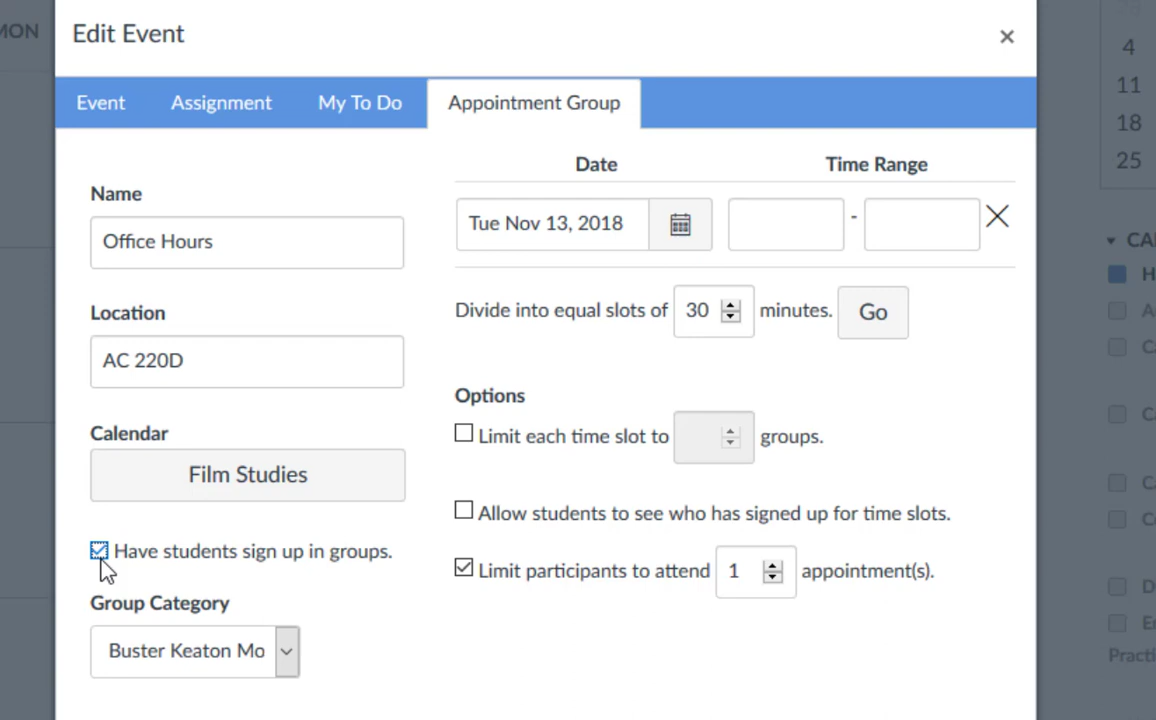 MON
Edit Event
×
Event Assignment My To Do Appointment Group
Name
Office Hours
Location
AC 220D
Calendar
Film Studies
Have students sign up in groups.
Group Category
Buster Keaton Mo
Date Time Range
Tue Nov 13, 2018 -
Divide into equal slots of 30 minutes. Go
Options
Limit each time slot to groups.
Allow students to see who has signed up for time slots.
Limit participants to attend 1 appointment(s).
4
11
18
25
CA
H
A
C
C
C
C
D
E
Practi